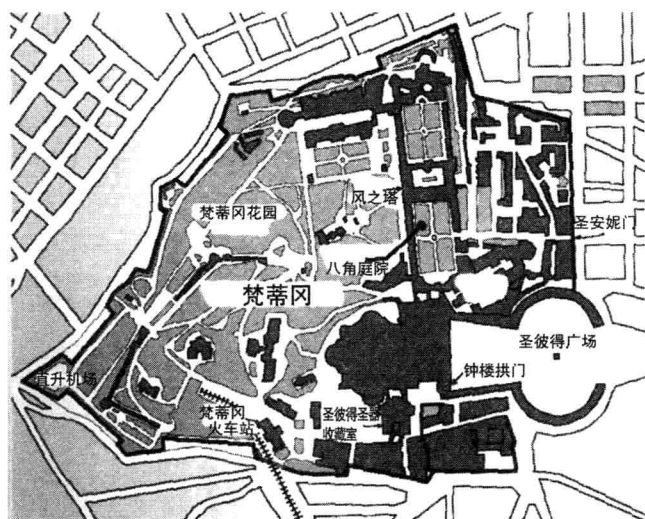 风之塔
梵蒂冈花园
圣安妮门
八角庭院
梵蒂冈
圣彼得广场
钟楼拱门
直升机场
梵蒂冈
火车站
圣彼得圣器
收藏室